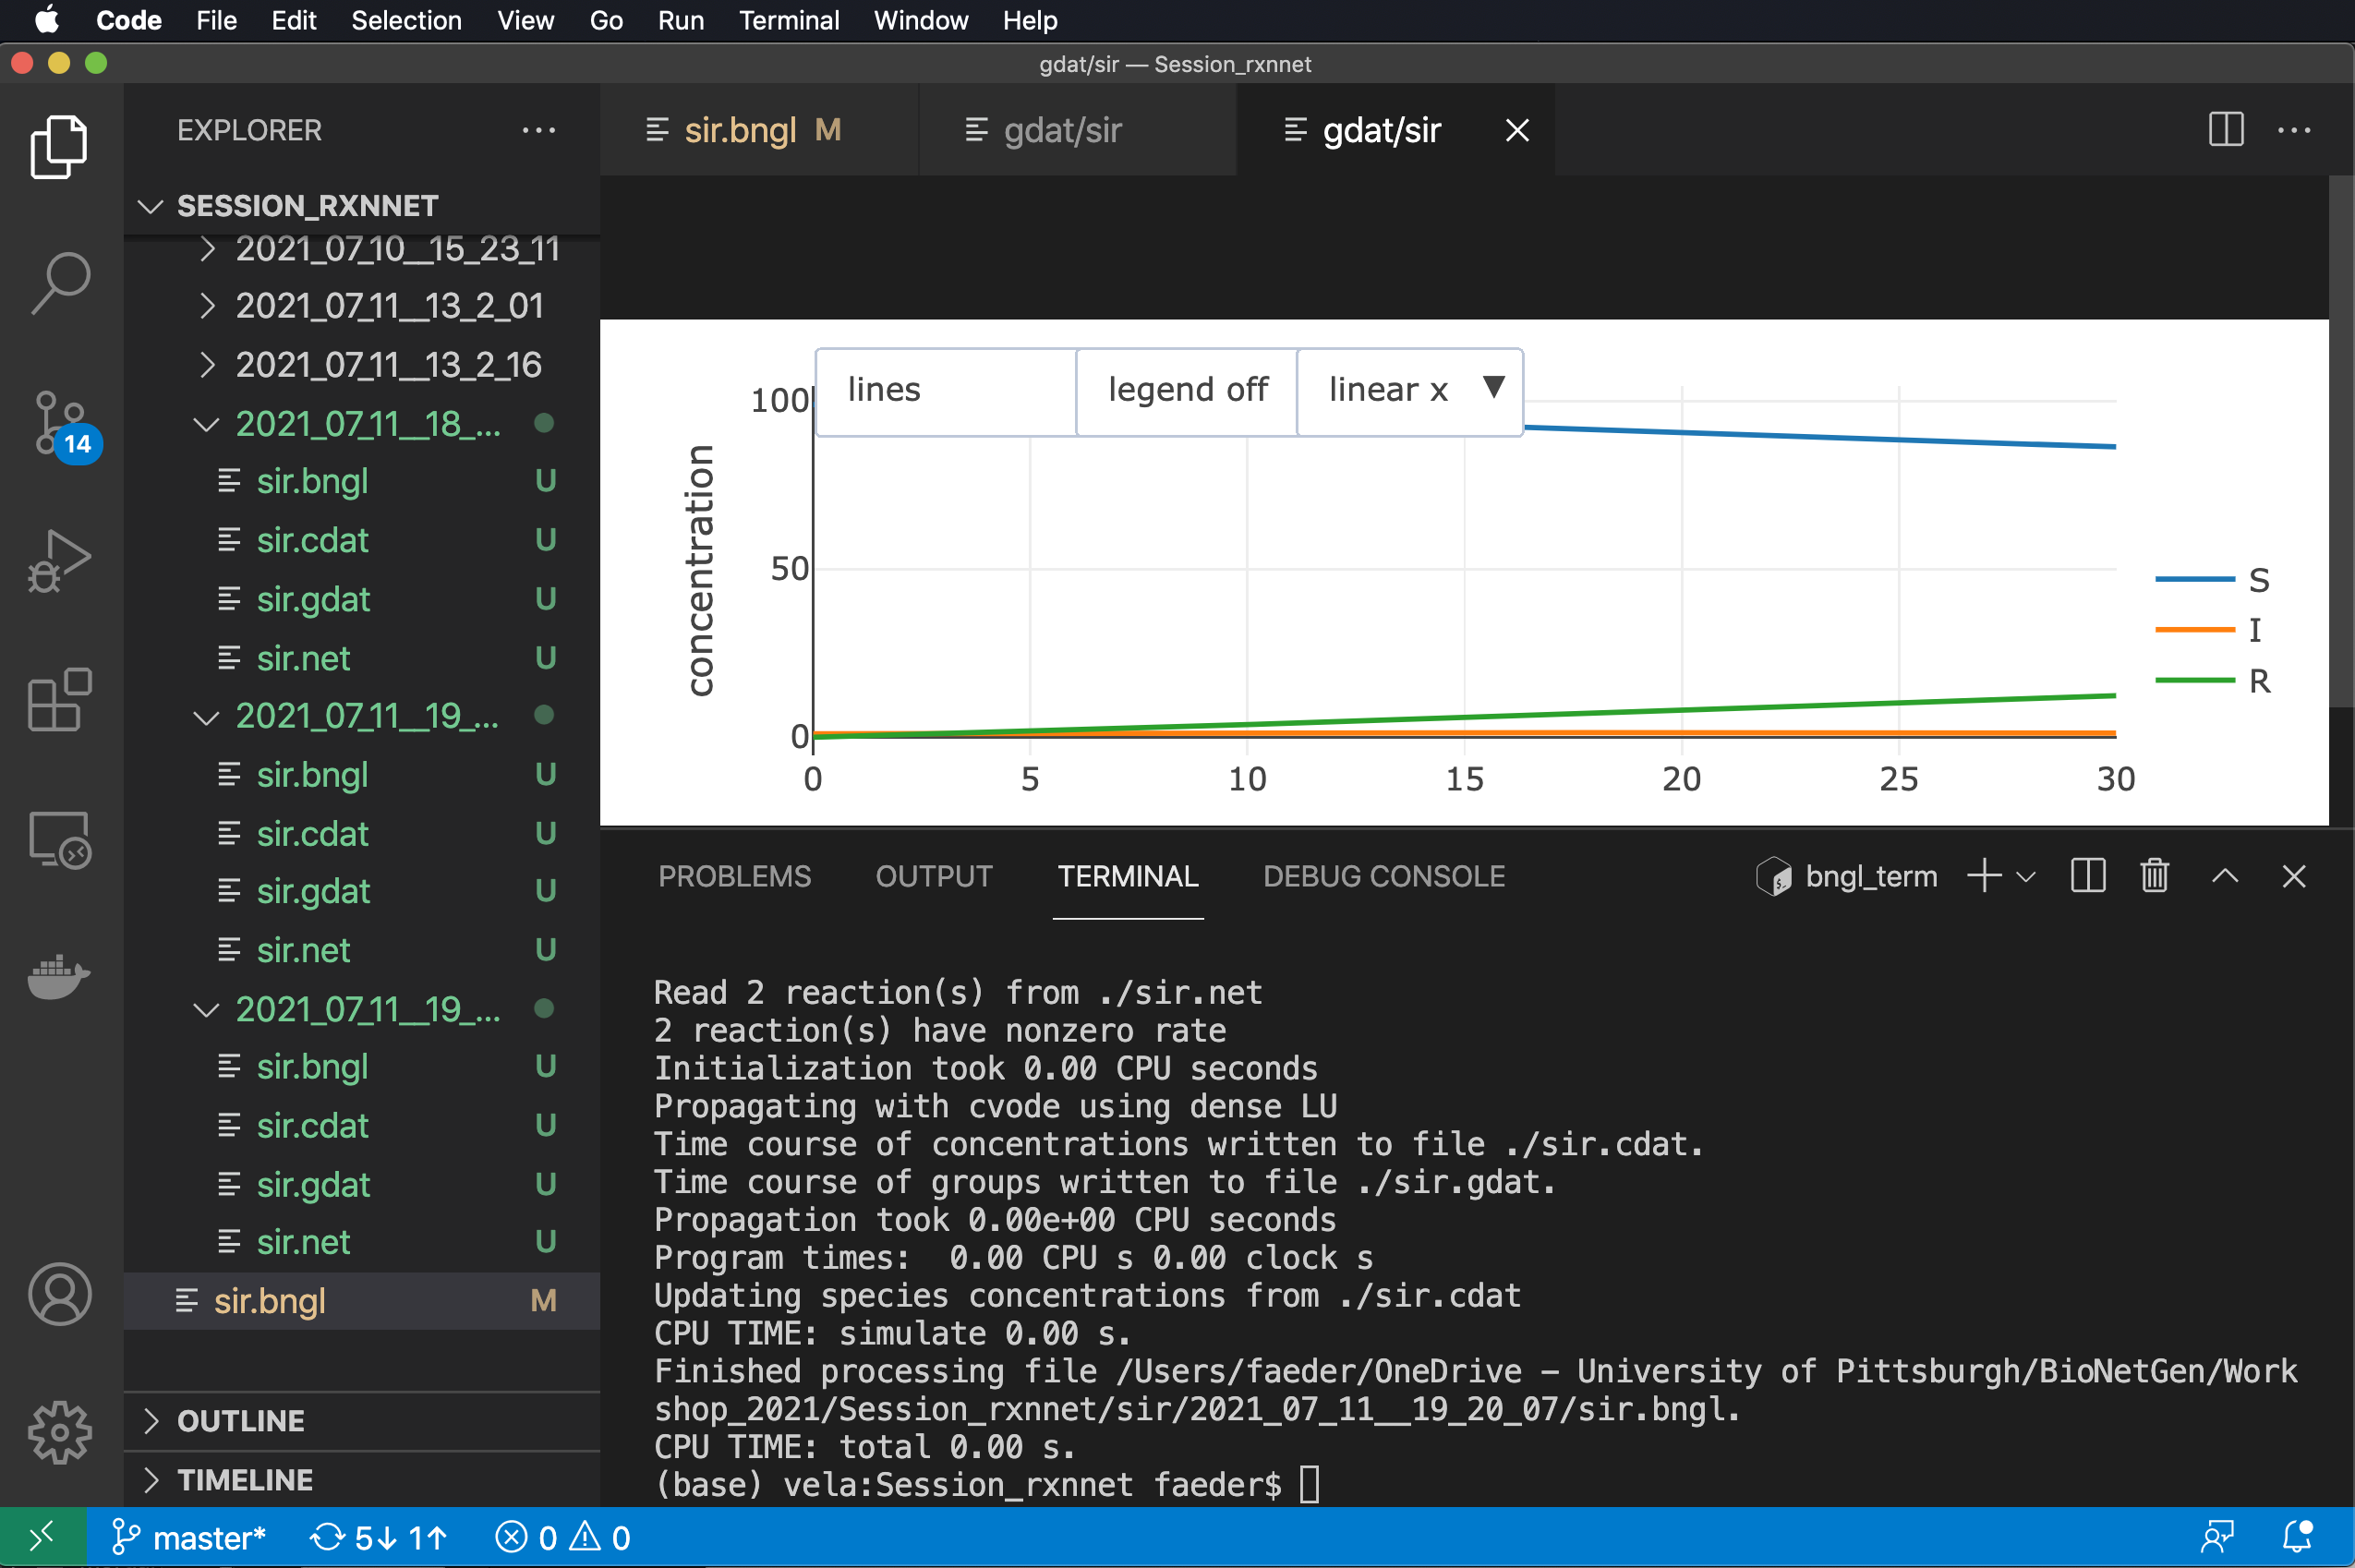 Code File Edit Selection View Go Run Terminal Window Help
gdat/sir — Session_rxnnet
EXPLORER
SESSION_RXNNET
2021_07_10__15_23_11
2021_07_11__13_2_01
2021_07_11__13_2_16
2021_07_11__18_...
sir.bngl U
sir.cdat U
sir.gdat U
sir.net U
2021_07_11__19_...
sir.bngl U
sir.cdat U
sir.gdat U
sir.net U
2021_07_11__19_...
sir.bngl U
sir.cdat U
sir.gdat U
sir.net U
sir.bngl M
OUTLINE
TIMELINE
14
sir.bngl M
gdat/sir
gdat/sir
lines legend off linear x ▼
concentration
100
50
0
0 5 10 15 20 25 30
S
I
R
PROBLEMS OUTPUT TERMINAL DEBUG CONSOLE bngl_term
Read 2 reaction(s) from ./sir.net
2 reaction(s) have nonzero rate
Initialization took 0.00 CPU seconds
Propagating with cvode using dense LU
Time course of concentrations written to file ./sir.cdat.
Time course of groups written to file ./sir.gdat.
Propagation took 0.00e+00 CPU seconds
Program times:  0.00 CPU s 0.00 clock s
Updating species concentrations from ./sir.cdat
CPU TIME: simulate 0.00 s.
Finished processing file /Users/faeder/OneDrive – University of Pittsburgh/BioNetGen/Work
shop_2021/Session_rxnnet/sir/2021_07_11__19_20_07/sir.bngl.
CPU TIME: total 0.00 s.
(base) vela:Session_rxnnet faeder$
master* 5↓ 1↑ 0 0